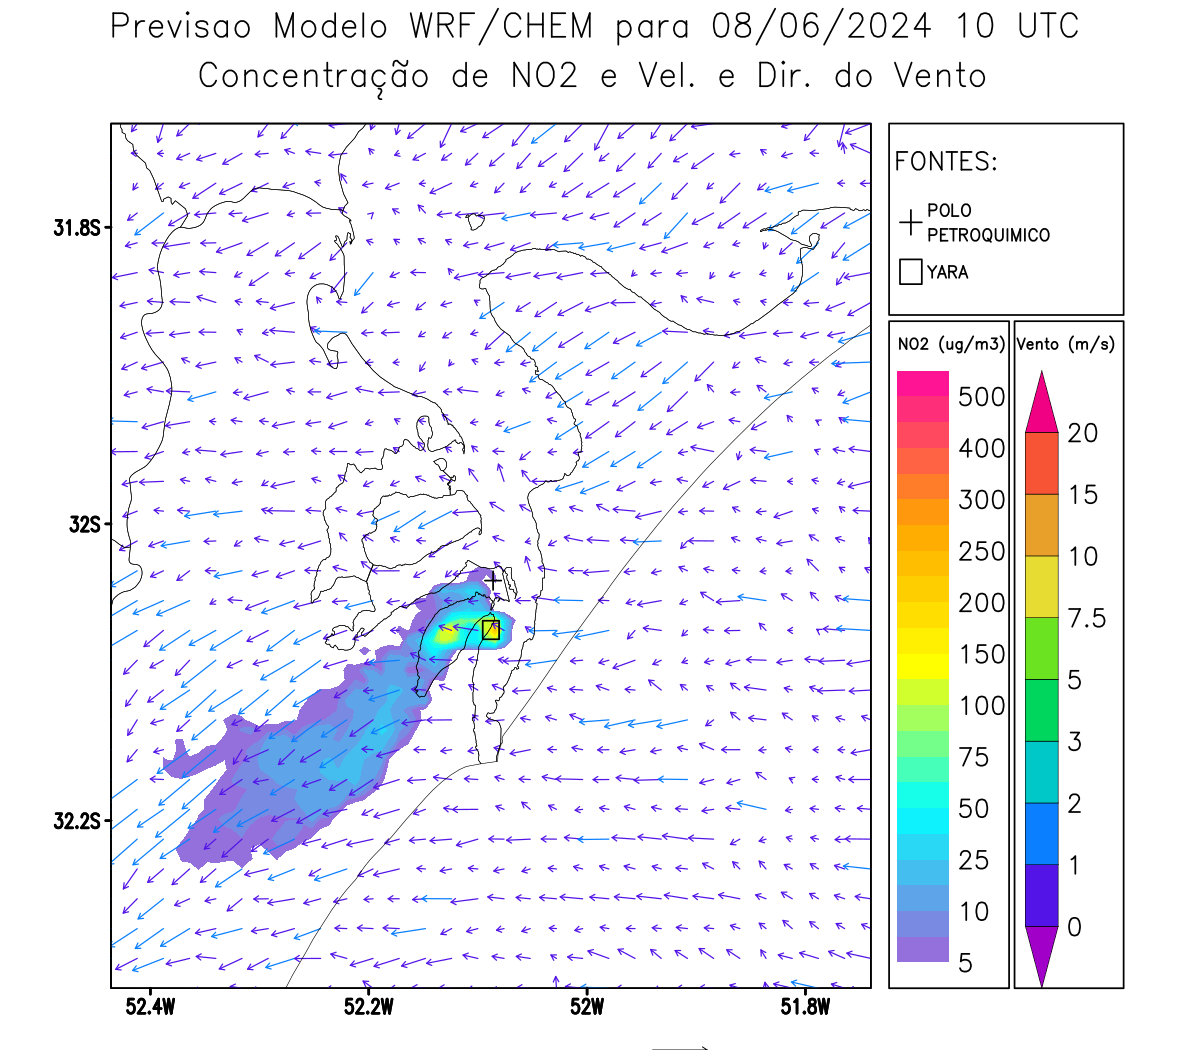 Previsao Modelo WRF/CHEM para 08/06/2024 10 UTC
Concentração de NO2 e Vel. e Dir. do Vento
FONTES:
POLO
PETROQUIMICO
YARA
31.8S
32S
32.2S
52.4W
52.2W
52W
51.8W
NO2 (ug/m3)
500
400
300
250
200
150
100
75
50
25
10
5
Vento (m/s)
20
15
10
7.5
5
3
2
1
0